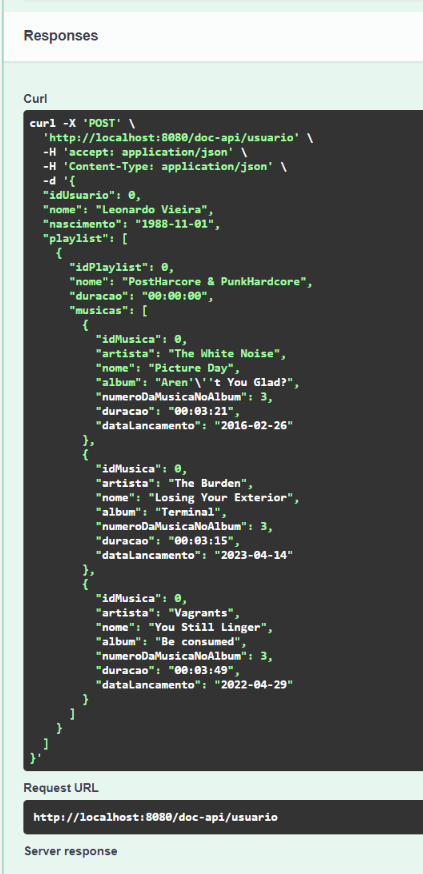 Responses
Curl
curl -X 'POST' \
  'http://localhost:8080/doc-api/usuario' \
  -H 'accept: application/json' \
  -H 'Content-Type: application/json' \
  -d '{
  "idUsuario": 0,
  "nome": "Leonardo Vieira",
  "nascimento": "1988-11-01",
  "playlist": [
    {
      "idPlaylist": 0,
      "nome": "PostHarcore & PunkHardcore",
      "duracao": "00:00:00",
      "musicas": [
        {
          "idMusica": 0,
          "artista": "The White Noise",
          "nome": "Picture Day",
          "album": "Aren'\''t You Glad?",
          "numeroDaMusicaNoAlbum": 3,
          "duracao": "00:03:21",
          "dataLancamento": "2016-02-26"
        },
        {
          "idMusica": 0,
          "artista": "The Burden",
          "nome": "Losing Your Exterior",
          "album": "Terminal",
          "numeroDaMusicaNoAlbum": 3,
          "duracao": "00:03:15",
          "dataLancamento": "2023-04-14"
        },
        {
          "idMusica": 0,
          "artista": "Vagrants",
          "nome": "You Still Linger",
          "album": "Be consumed",
          "numeroDaMusicaNoAlbum": 3,
          "duracao": "00:03:49",
          "dataLancamento": "2022-04-29"
        }
      ]
    }
  ]
}'
Request URL
http://localhost:8080/doc-api/usuario
Server response